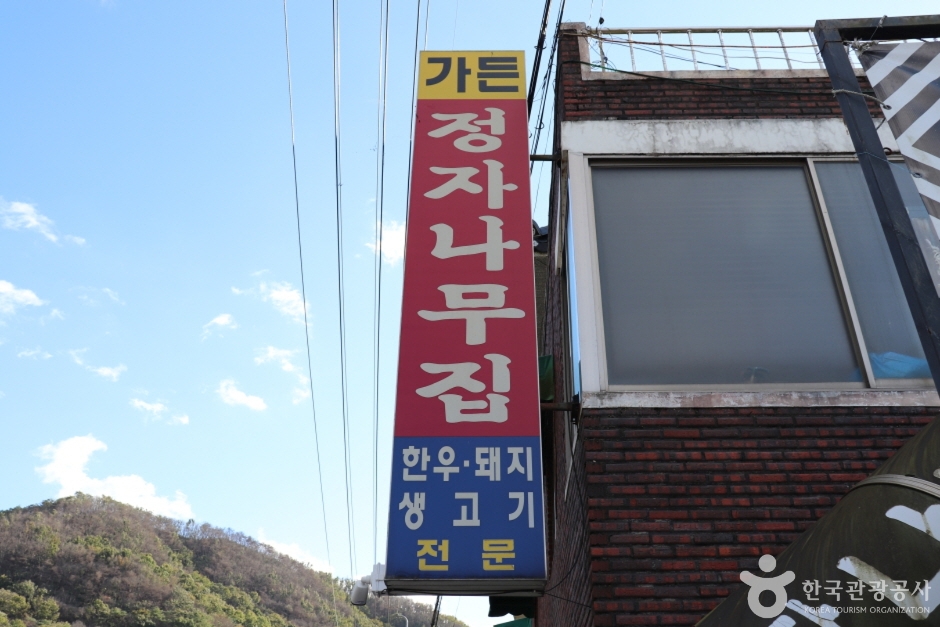 가든
정자나무집
한우·돼지
생고기
전문
한국관광공사
KOREA TOURISM ORGANIZATION